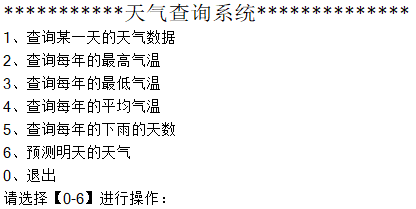 ***********天气查询系统**************
1、查询某一天的天气数据
2、查询每年的最高气温
3、查询每年的最低气温
4、查询每年的平均气温
5、查询每年的下雨的天数
6、预测明天的天气
0、退出
请选择【0-6】进行操作：